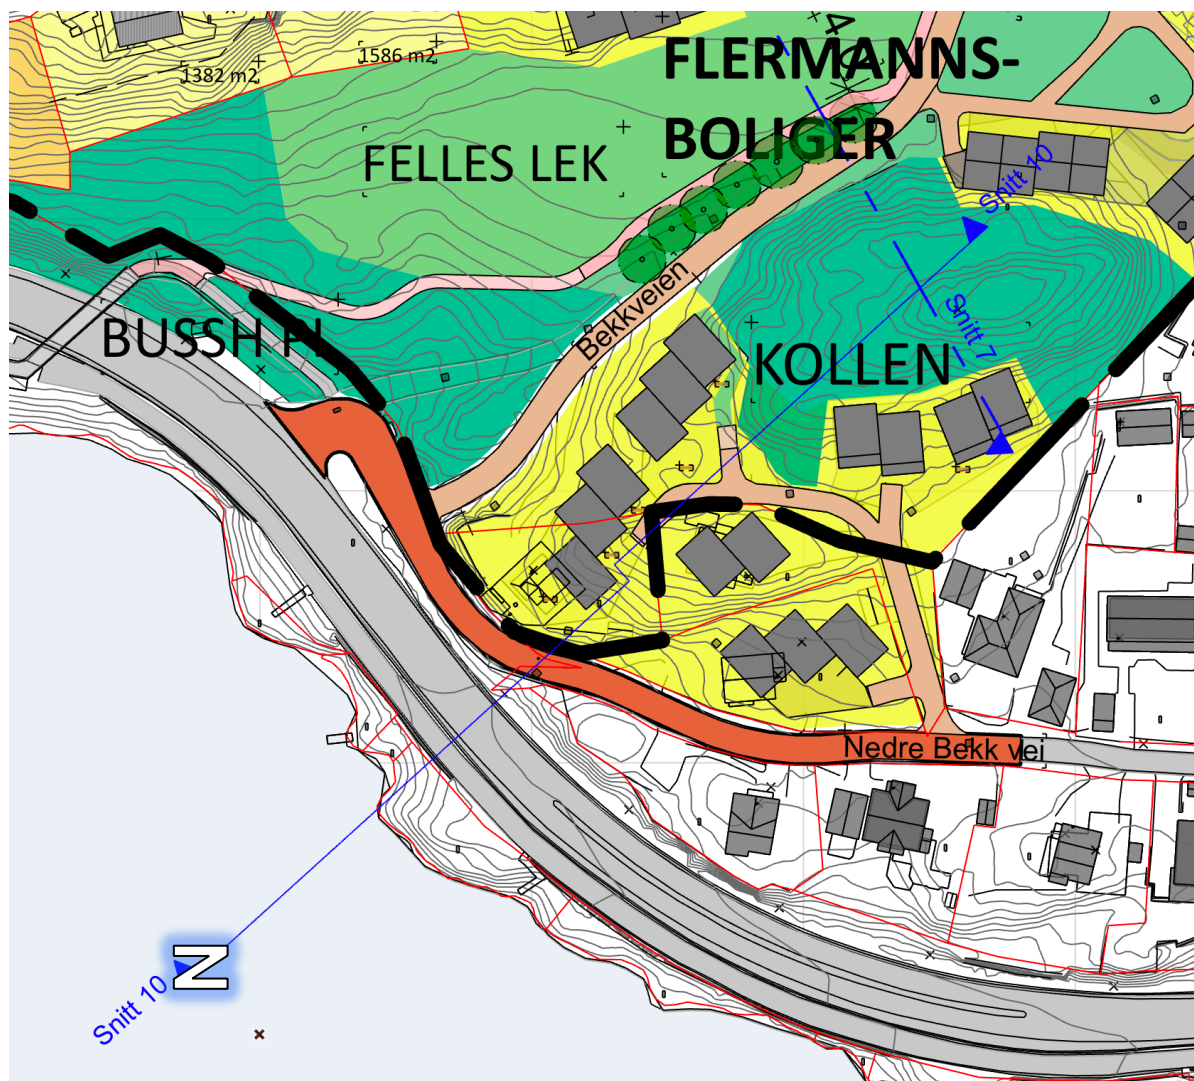 1586 m2
1382 m2
FLERMANNS-
BOLIGER
FELLES LEK
Snitt 10
Bekkveien
Snitt 7
BUSSH Pl
KOLLEN
Nedre Bekk vei
N
Snitt 10